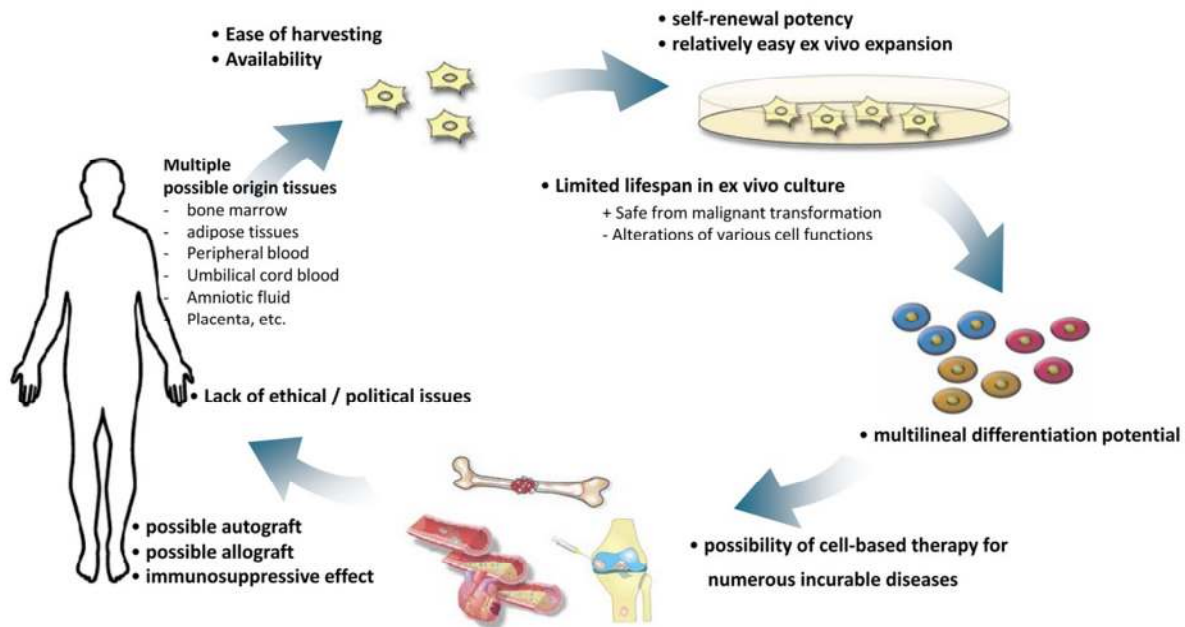 • Ease of harvesting
• Availability
• self-renewal potency
• relatively easy ex vivo expansion
Multiple
possible origin tissues
- bone marrow
- adipose tissues
- Peripheral blood
- Umbilical cord blood
- Amniotic fluid
- Placenta, etc.
• Limited lifespan in ex vivo culture
+ Safe from malignant transformation
- Alterations of various cell functions
• multilineal differentiation potential
• Lack of ethical / political issues
• possible autograft
• possible allograft
• immunosuppressive effect
• possibility of cell-based therapy for
numerous incurable diseases